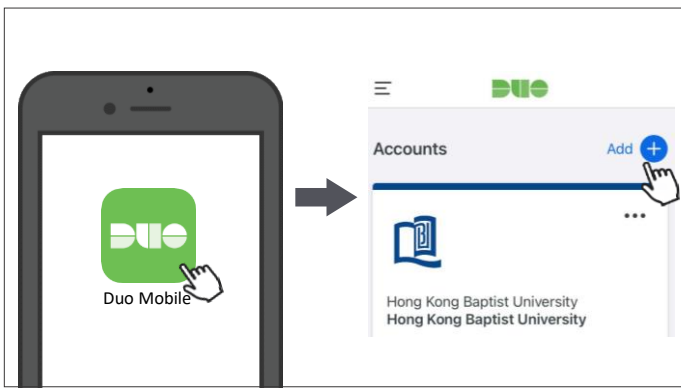 DUO
Duo Mobile
DUO
Accounts
Add
Hong Kong Baptist University
Hong Kong Baptist University